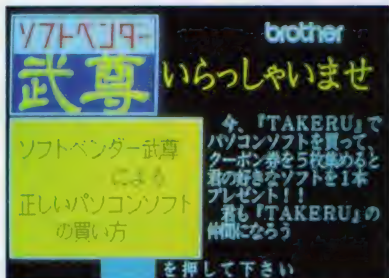 ソフトベンダー
武尊
brother
いらっしゃいませ
ソフトベンダー武尊
による
正しいパソコンソフト
の買い方
今、『TAKERU』で
パソコンソフトを買って
クーポン券を5枚集めると
君の好きなソフトを1本
プレゼント！！
君も『TAKERU』の
仲間になろう
を押して下さい